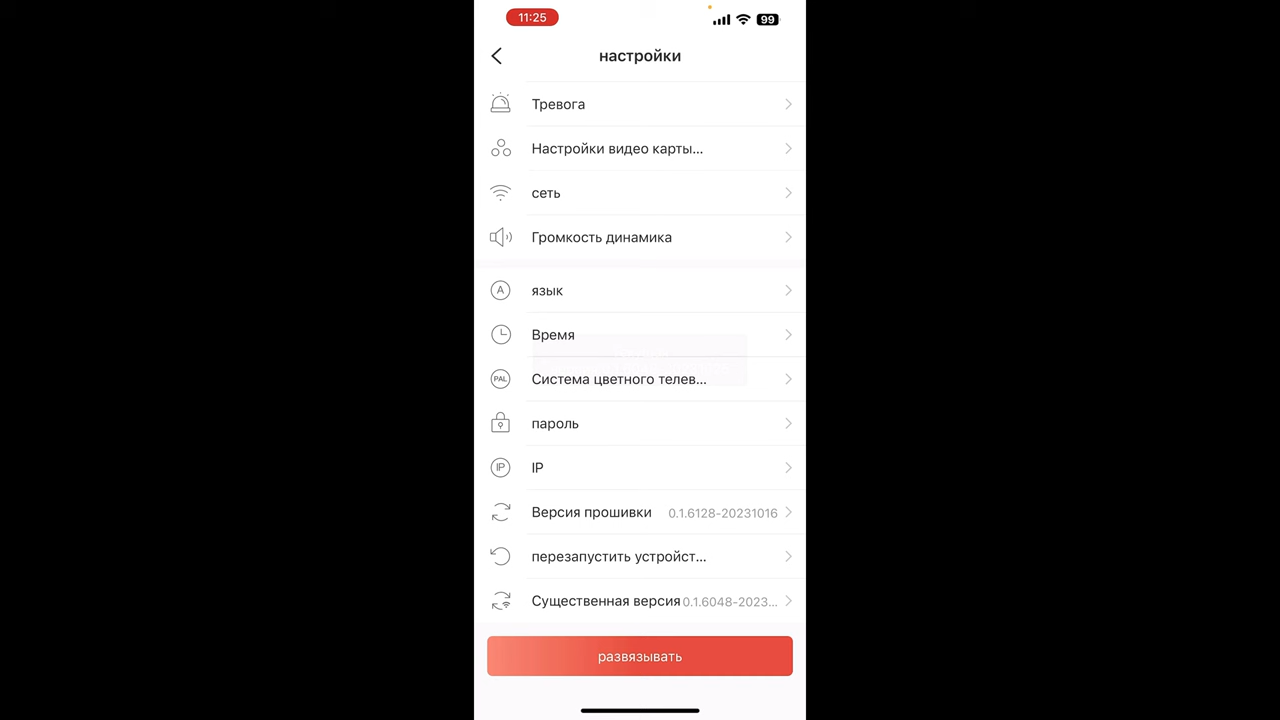 11:25
99
настройки
Тревога
Настройки видео карты...
сеть
Громкость динамика
A
язык
Время
PAL
Система цветного телев...
пароль
IP
IP
Версия прошивки 0.1.6128-20231016
перезапустить устройст...
Существенная версия 0.1.6048-2023...
развязывать